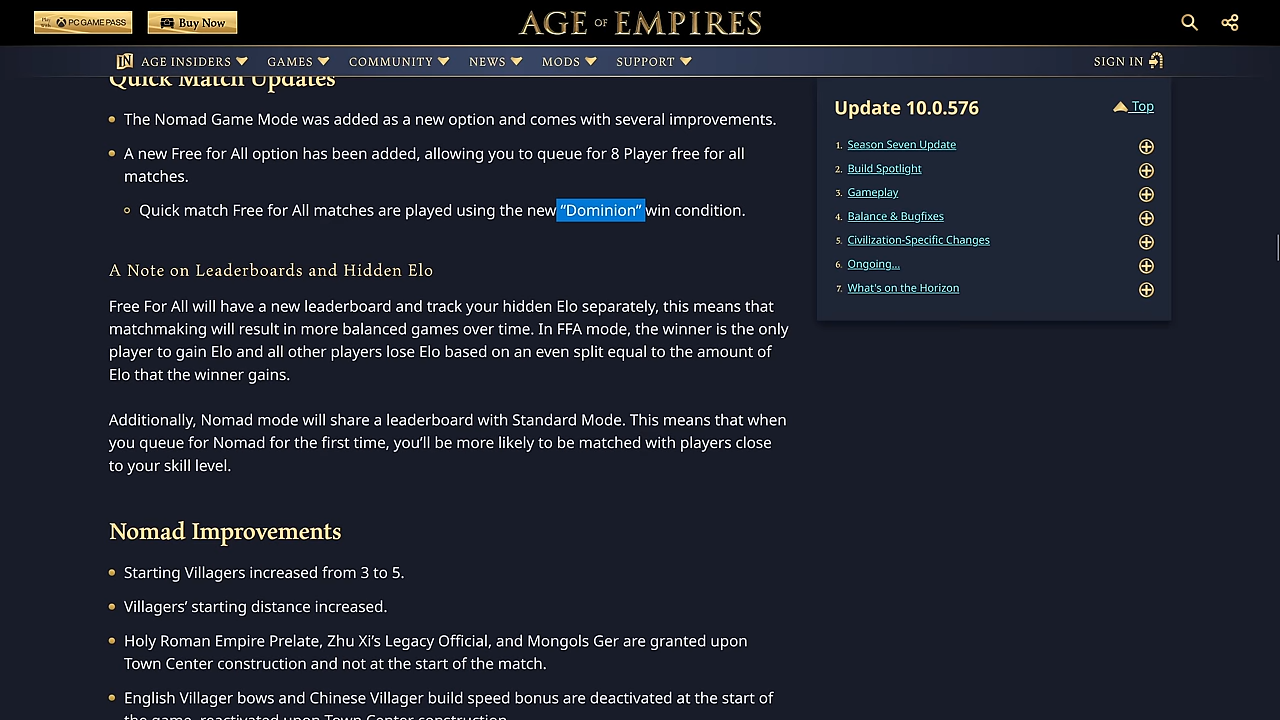 Play with PC GAME PASS
Buy Now
AGE OF EMPIRES
AGE INSIDERS
GAMES
COMMUNITY
NEWS
MODS
SUPPORT
SIGN IN
Quick Match Updates
The Nomad Game Mode was added as a new option and comes with several improvements.
A new Free for All option has been added, allowing you to queue for 8 Player free for all
matches.
Quick match Free for All matches are played using the new “Dominion” win condition.
A Note on Leaderboards and Hidden Elo
Free For All will have a new leaderboard and track your hidden Elo separately, this means that
matchmaking will result in more balanced games over time. In FFA mode, the winner is the only
player to gain Elo and all other players lose Elo based on an even split equal to the amount of
Elo that the winner gains.
Additionally, Nomad mode will share a leaderboard with Standard Mode. This means that when
you queue for Nomad for the first time, you’ll be more likely to be matched with players close
to your skill level.
Nomad Improvements
Starting Villagers increased from 3 to 5.
Villagers’ starting distance increased.
Holy Roman Empire Prelate, Zhu Xi’s Legacy Official, and Mongols Ger are granted upon
Town Center construction and not at the start of the match.
English Villager bows and Chinese Villager build speed bonus are deactivated at the start of
the game, reactivated upon Town Center construction.
Update 10.0.576
Top
1. Season Seven Update
2. Build Spotlight
3. Gameplay
4. Balance & Bugfixes
5. Civilization-Specific Changes
6. Ongoing...
7. What's on the Horizon